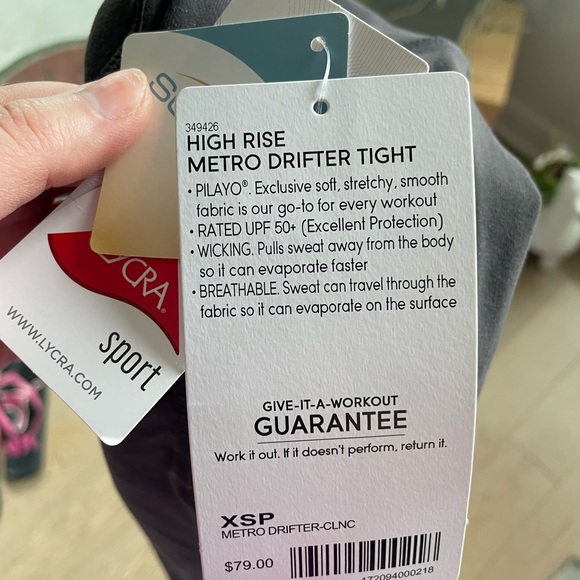 349426
HIGH RISE
METRO DRIFTER TIGHT
• PILAYO®. Exclusive soft, stretchy, smooth
fabric is our go-to for every workout
• RATED UPF 50+ (Excellent Protection)
• WICKING. Pulls sweat away from the body
so it can evaporate faster
• BREATHABLE. Sweat can travel through the
fabric so it can evaporate on the surface
GIVE-IT-A-WORKOUT
GUARANTEE
Work it out. If it doesn't perform, return it.
XSP
METRO DRIFTER-CLNC
$79.00
172094000218
LYCRA®
sport
WWW.LYCRA.COM